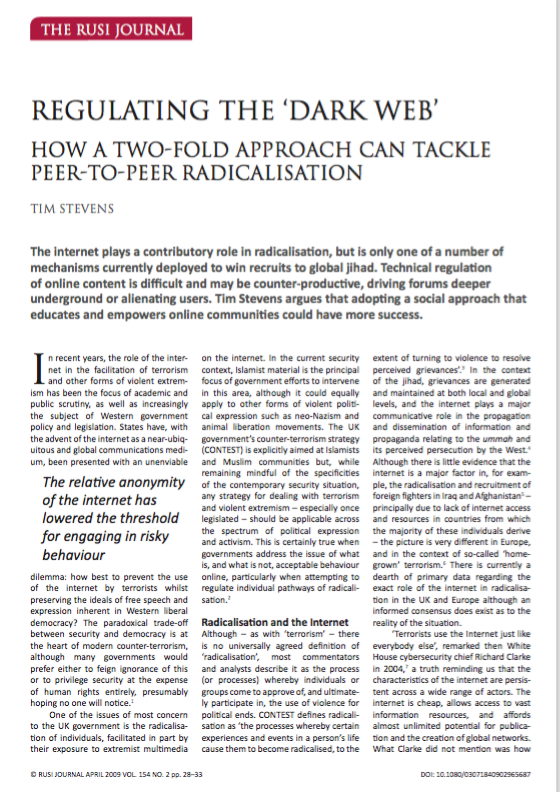 THE RUSI JOURNAL
REGULATING THE ‘DARK WEB’
HOW A TWO-FOLD APPROACH CAN TACKLE
PEER-TO-PEER RADICALISATION
TIM STEVENS
The internet plays a contributory role in radicalisation, but is only one of a number of
mechanisms currently deployed to win recruits to global jihad. Technical regulation
of online content is difficult and may be counter-productive, driving forums deeper
underground or alienating users. Tim Stevens argues that adopting a social approach that
educates and empowers online communities could have more success.
In recent years, the role of the inter-
net in the facilitation of terrorism
and other forms of violent extrem-
ism has been the focus of academic and
public scrutiny, as well as increasingly
the subject of Western government
policy and legislation. States have, with
the advent of the internet as a near-ubiq-
uitous and global communications medi-
um, been presented with an unenviable
The relative anonymity
of the internet has
lowered the threshold
for engaging in risky
behaviour
dilemma: how best to prevent the use
of the internet by terrorists whilst
preserving the ideals of free speech and
expression inherent in Western liberal
democracy? The paradoxical trade-off
between security and democracy is at
the heart of modern counter-terrorism,
although many governments would
prefer either to feign ignorance of this
or to privilege security at the expense
of human rights entirely, presumably
hoping no one will notice.1
One of the issues of most concern
to the UK government is the radicalisa-
tion of individuals, facilitated in part by
their exposure to extremist multimedia
on the internet. In the current security
context, Islamist material is the principal
focus of government efforts to intervene
in this area, although it could equally
apply to other forms of violent politi-
cal expression such as neo-Nazism and
animal liberation movements. The UK
government’s counter-terrorism strategy
(CONTEST) is explicitly aimed at Islamists
and Muslim communities but, while
remaining mindful of the specificities
of the contemporary security situation,
any strategy for dealing with terrorism
and violent extremism – especially once
legislated – should be applicable across
the spectrum of political expression
and activism. This is certainly true when
governments address the issue of what
is, and what is not, acceptable behaviour
online, particularly when attempting to
regulate individual pathways of radicali-
sation.2
Radicalisation and the Internet
Although – as with ‘terrorism’ – there
is no universally agreed definition of
‘radicalisation’, most commentators
and analysts describe it as the process
(or processes) whereby individuals or
groups come to approve of, and ultimate-
ly participate in, the use of violence for
political ends. CONTEST defines radicali-
sation as ‘the processes whereby certain
experiences and events in a person’s life
cause them to become radicalised, to the
extent of turning to violence to resolve
perceived grievances’.3 In the context
of the jihad, grievances are generated
and maintained at both local and global
levels, and the internet plays a major
communicative role in the propagation
and dissemination of information and
propaganda relating to the ummah and
its perceived persecution by the West.4
Although there is little evidence that the
internet is a major factor in, for exam-
ple, the radicalisation and recruitment of
foreign fighters in Iraq and Afghanistan5 –
principally due to lack of internet access
and resources in countries from which
the majority of these individuals derive
– the picture is very different in Europe,
and in the context of so-called ‘home-
grown’ terrorism.6 There is currently a
dearth of primary data regarding the
exact role of the internet in radicalisa-
tion in the UK and Europe although an
informed consensus does exist as to the
reality of the situation.
‘Terrorists use the Internet just like
everybody else’, remarked then White
House cybersecurity chief Richard Clarke
in 2004,7 a truth reminding us that the
characteristics of the internet are persis-
tent across a wide range of actors. The
internet is cheap, allows access to vast
information resources, and affords
almost unlimited potential for publica-
tion and the creation of global networks.
What Clarke did not mention was how
© RUSI JOURNAL APRIL 2009 VOL. 154 NO. 2 pp. 28–33
DOI: 10.1080/03071840902965687